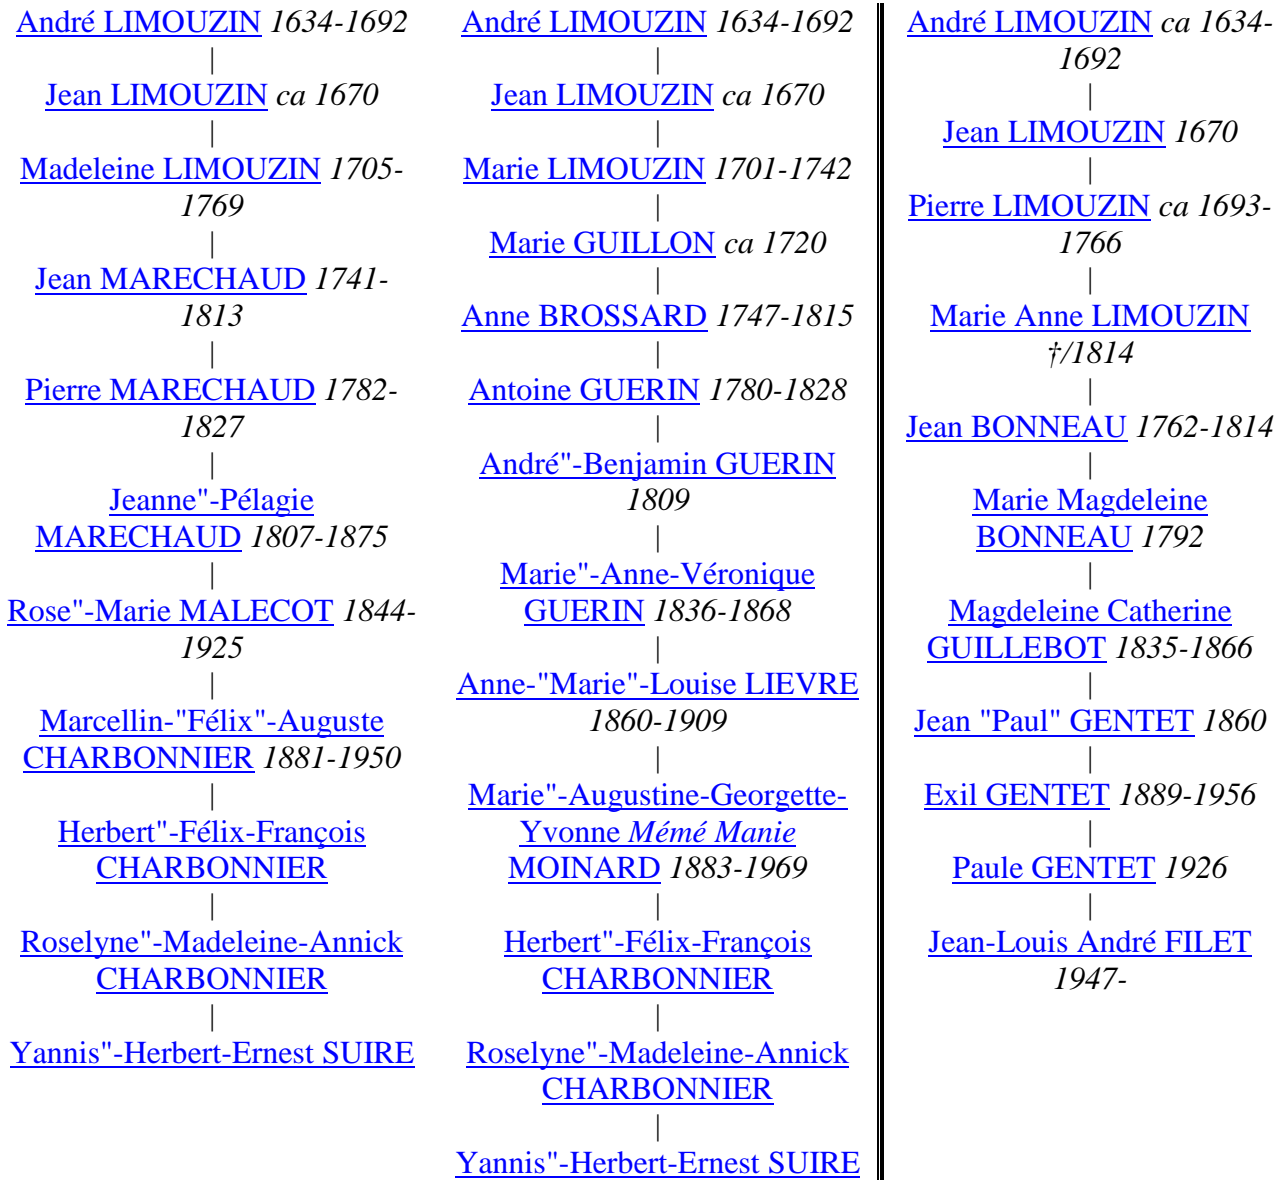 André LIMOUZIN 1634-1692
|
Jean LIMOUZIN ca 1670
|
Madeleine LIMOUZIN 1705-
1769
|
Jean MARECHAUD 1741-
1813
|
Pierre MARECHAUD 1782-
1827
|
Jeanne"-Pélagie
MARECHAUD 1807-1875
|
Rose"-Marie MALECOT 1844-
1925
|
Marcellin-"Félix"-Auguste
CHARBONNIER 1881-1950
|
Herbert"-Félix-François
CHARBONNIER
|
Roselyne"-Madeleine-Annick
CHARBONNIER
|
Yannis"-Herbert-Ernest SUIRE
André LIMOUZIN 1634-1692
|
Jean LIMOUZIN ca 1670
|
Marie LIMOUZIN 1701-1742
|
Marie GUILLON ca 1720
|
Anne BROSSARD 1747-1815
|
Antoine GUERIN 1780-1828
|
André"-Benjamin GUERIN
1809
|
Marie"-Anne-Véronique
GUERIN 1836-1868
|
Anne-"Marie"-Louise LIEVRE
1860-1909
|
Marie"-Augustine-Georgette-
Yvonne Mémé Manie
MOINARD 1883-1969
|
Herbert"-Félix-François
CHARBONNIER
|
Roselyne"-Madeleine-Annick
CHARBONNIER
|
Yannis"-Herbert-Ernest SUIRE
André LIMOUZIN ca 1634-
1692
|
Jean LIMOUZIN 1670
|
Pierre LIMOUZIN ca 1693-
1766
|
Marie Anne LIMOUZIN
†/1814
|
Jean BONNEAU 1762-1814
|
Marie Magdeleine
BONNEAU 1792
|
Magdeleine Catherine
GUILLEBOT 1835-1866
|
Jean "Paul" GENTET 1860
|
Exil GENTET 1889-1956
|
Paule GENTET 1926
|
Jean-Louis André FILET
1947-